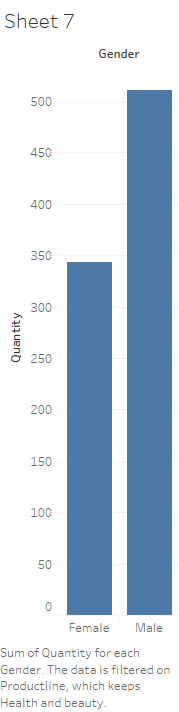 Sheet 7
Gender
500
450
400
350
300
250
200
150
100
50
0
Quantity
Female Male
Sum of Quantity for each
Gender. The data is filtered on
Productline, which keeps
Health and beauty.